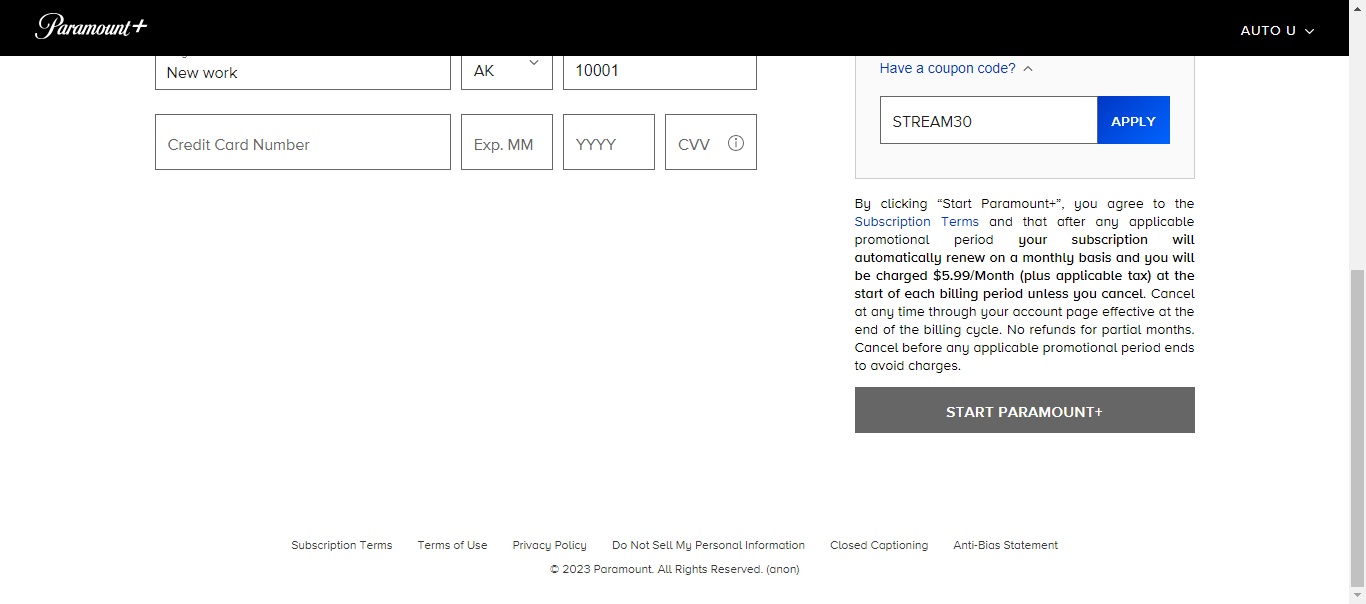 Paramount+
AUTO U
New work
AK
10001
Have a coupon code?
STREAM30
APPLY
Credit Card Number
Exp. MM
YYYY
CVV
By clicking “Start Paramount+”, you agree to the
Subscription Terms and that after any applicable
promotional period your subscription will
automatically renew on a monthly basis and you will
be charged $5.99/Month (plus applicable tax) at the
start of each billing period unless you cancel. Cancel
at any time through your account page effective at the
end of the billing cycle. No refunds for partial months.
Cancel before any applicable promotional period ends
to avoid charges.
START PARAMOUNT+
Subscription Terms
Terms of Use
Privacy Policy
Do Not Sell My Personal Information
Closed Captioning
Anti-Bias Statement
© 2023 Paramount. All Rights Reserved. (anon)